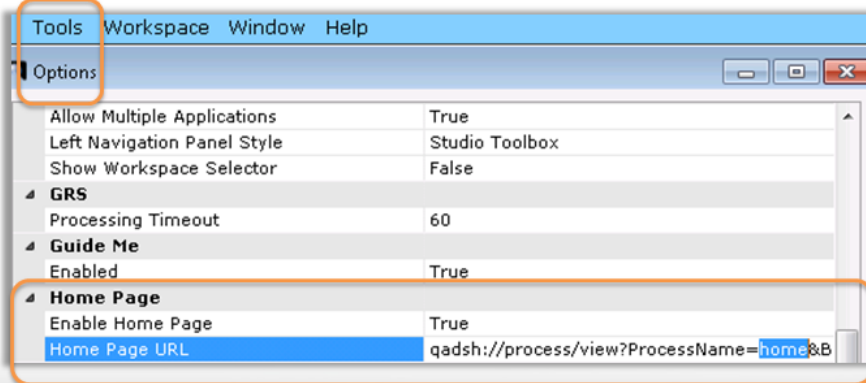 Tools Workspace Window Help
Options
Allow Multiple Applications True
Left Navigation Panel Style Studio Toolbox
Show Workspace Selector False
GRS
Processing Timeout 60
Guide Me
Enabled True
Home Page
Enable Home Page True
Home Page URL qadsh://process/view?ProcessName=home&B